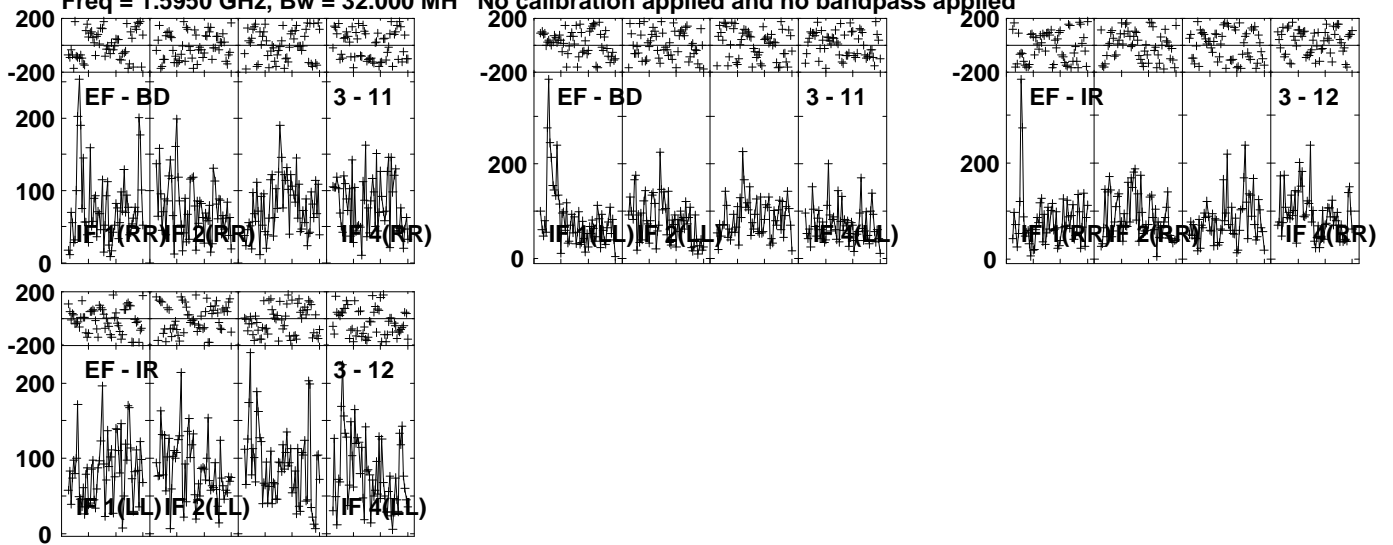 Freq = 1.5950 GHz, Bw = 32.000 MH No calibration applied and no bandpass applied
200
-200
EF - BD
3 - 11
200
100
0
IF 1(RR)
IF 2(RR)
IF 4(RR)
200
-200
EF - BD
3 - 11
200
0
IF 1(LL)
IF 2(LL)
IF 4(LL)
200
-200
EF - IR
3 - 12
200
0
IF 1(RR)
IF 2(RR)
IF 4(RR)
200
-200
EF - IR
3 - 12
200
100
0
IF 1(LL)
IF 2(LL)
IF 4(LL)